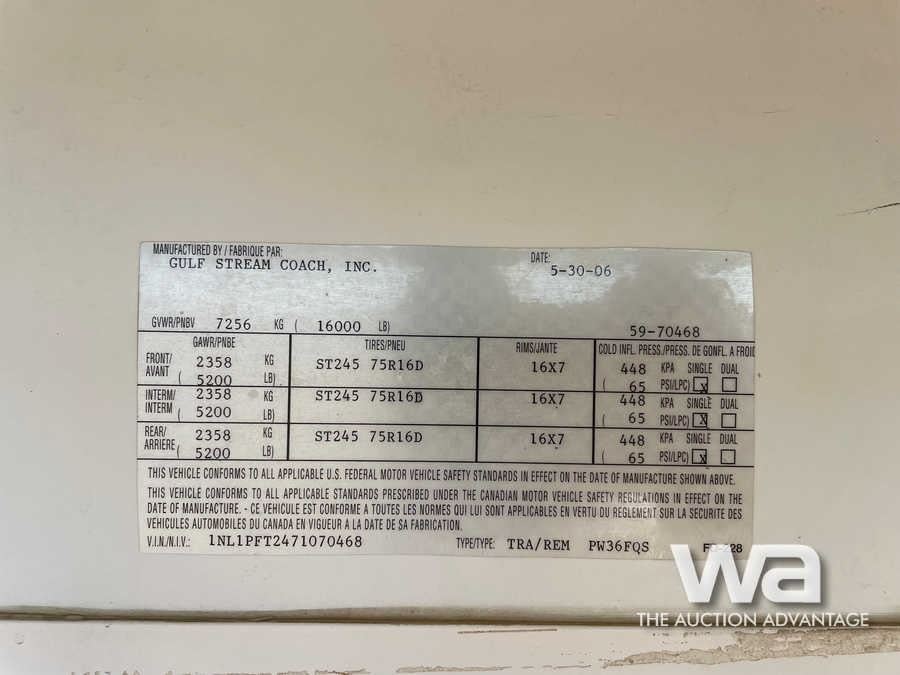 MANUFACTURED BY / FABRIQUE PAR: DATE:
GULF STREAM COACH, INC. 5-30-06
GVWR/PNBV 7256 KG ( 16000 LB) 59-70468
GAWR/PNBE TIRES/PNEU RIMS/JANTE COLD INFL. PRESS./PRESS. DE GONFL. A FROID
FRONT/ 2358 KG ST245 75R16D 16X7 448 KPA SINGLE DUAL
AVANT ( 5200 LB) ( 65 PSI/LPC) X
INTERM/ 2358 KG ST245 75R16D 16X7 448 KPA SINGLE DUAL
INTERM ( 5200 LB) ( 65 PSI/LPC) X
REAR/ 2358 KG ST245 75R16D 16X7 448 KPA SINGLE DUAL
ARRIERE ( 5200 LB) ( 65 PSI/LPC) X
THIS VEHICLE CONFORMS TO ALL APPLICABLE U.S. FEDERAL MOTOR VEHICLE SAFETY STANDARDS IN EFFECT ON THE DATE OF MANUFACTURE SHOWN ABOVE.
THIS VEHICLE CONFORMS TO ALL APPLICABLE STANDARDS PRESCRIBED UNDER THE CANADIAN MOTOR VEHICLE SAFETY REGULATIONS IN EFFECT ON THE
DATE OF MANUFACTURE. - CE VEHICULE EST CONFORME A TOUTES LES NORMES QUI LUI SONT APPLICABLES EN VERTU DU REGLEMENT SUR LA SECURITE DES
VEHICULES AUTOMOBILES DU CANADA EN VIGUEUR A LA DATE DE SA FABRICATION.
V.I.N./N.I.V.: 1NL1PFT2471070468 TYPE/TYPE: TRA/REM PW36FQS
wa
THE AUCTION ADVANTAGE